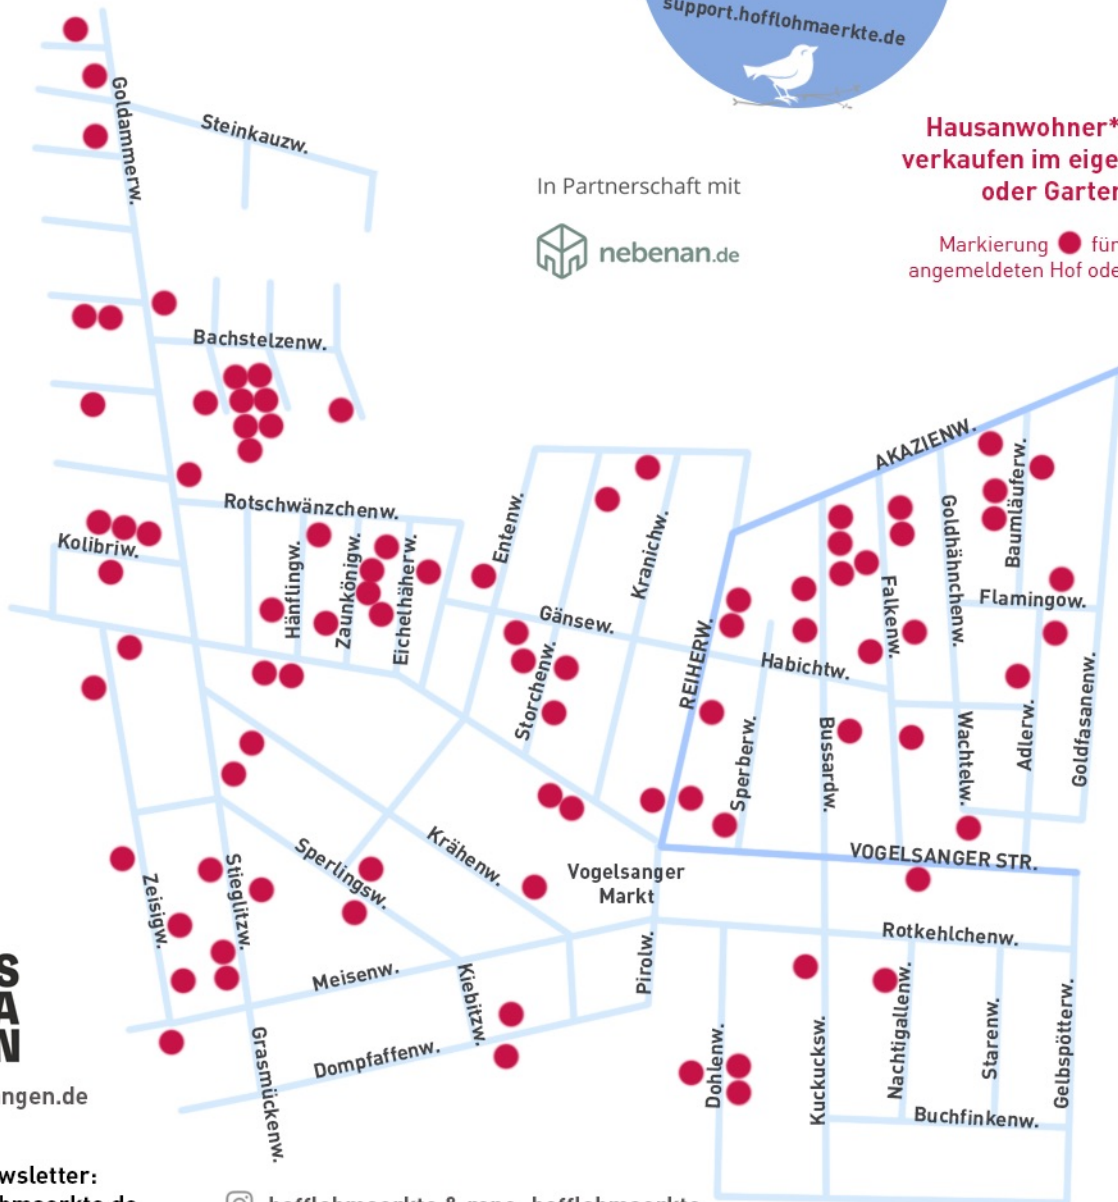 support.hofflohmaerkte.de
Hausanwohner*
verkaufen im eige
oder Garter
In Partnerschaft mit
nebenan.de
Markierung für
angemeldeten Hof ode
Goldammerw.
Steinkauzw.
Bachstelzenw.
Rotschwänzchenw.
Kolibriw.
Hänflingw.
Zaunkönigw.
Eichelhäherw.
Entenw.
Kranichw.
Gänsew.
Storchenw.
AKAZIENW.
Baumläuferw.
Goldhähnchenw.
Falkenw.
Flamingow.
REIHERW.
Habichtw.
Sperberw.
Bussardw.
Wachtelw.
Adlerw.
Goldfasanenw.
VOGELSANGER STR.
Vogelsanger
Markt
Krähenw.
Sperlingsw.
Stieglitzw.
Zeisigw.
Meisenw.
Kiebitzw.
Pirolw.
Dompfaffenw.
Grasmückenw.
Rotkehlchenw.
Dohlenw.
Kuckucksw.
Nachtigallenw.
Starenw.
Gelbspötterw.
Buchfinkenw.
S
A
N
ngen.de
wsletter: